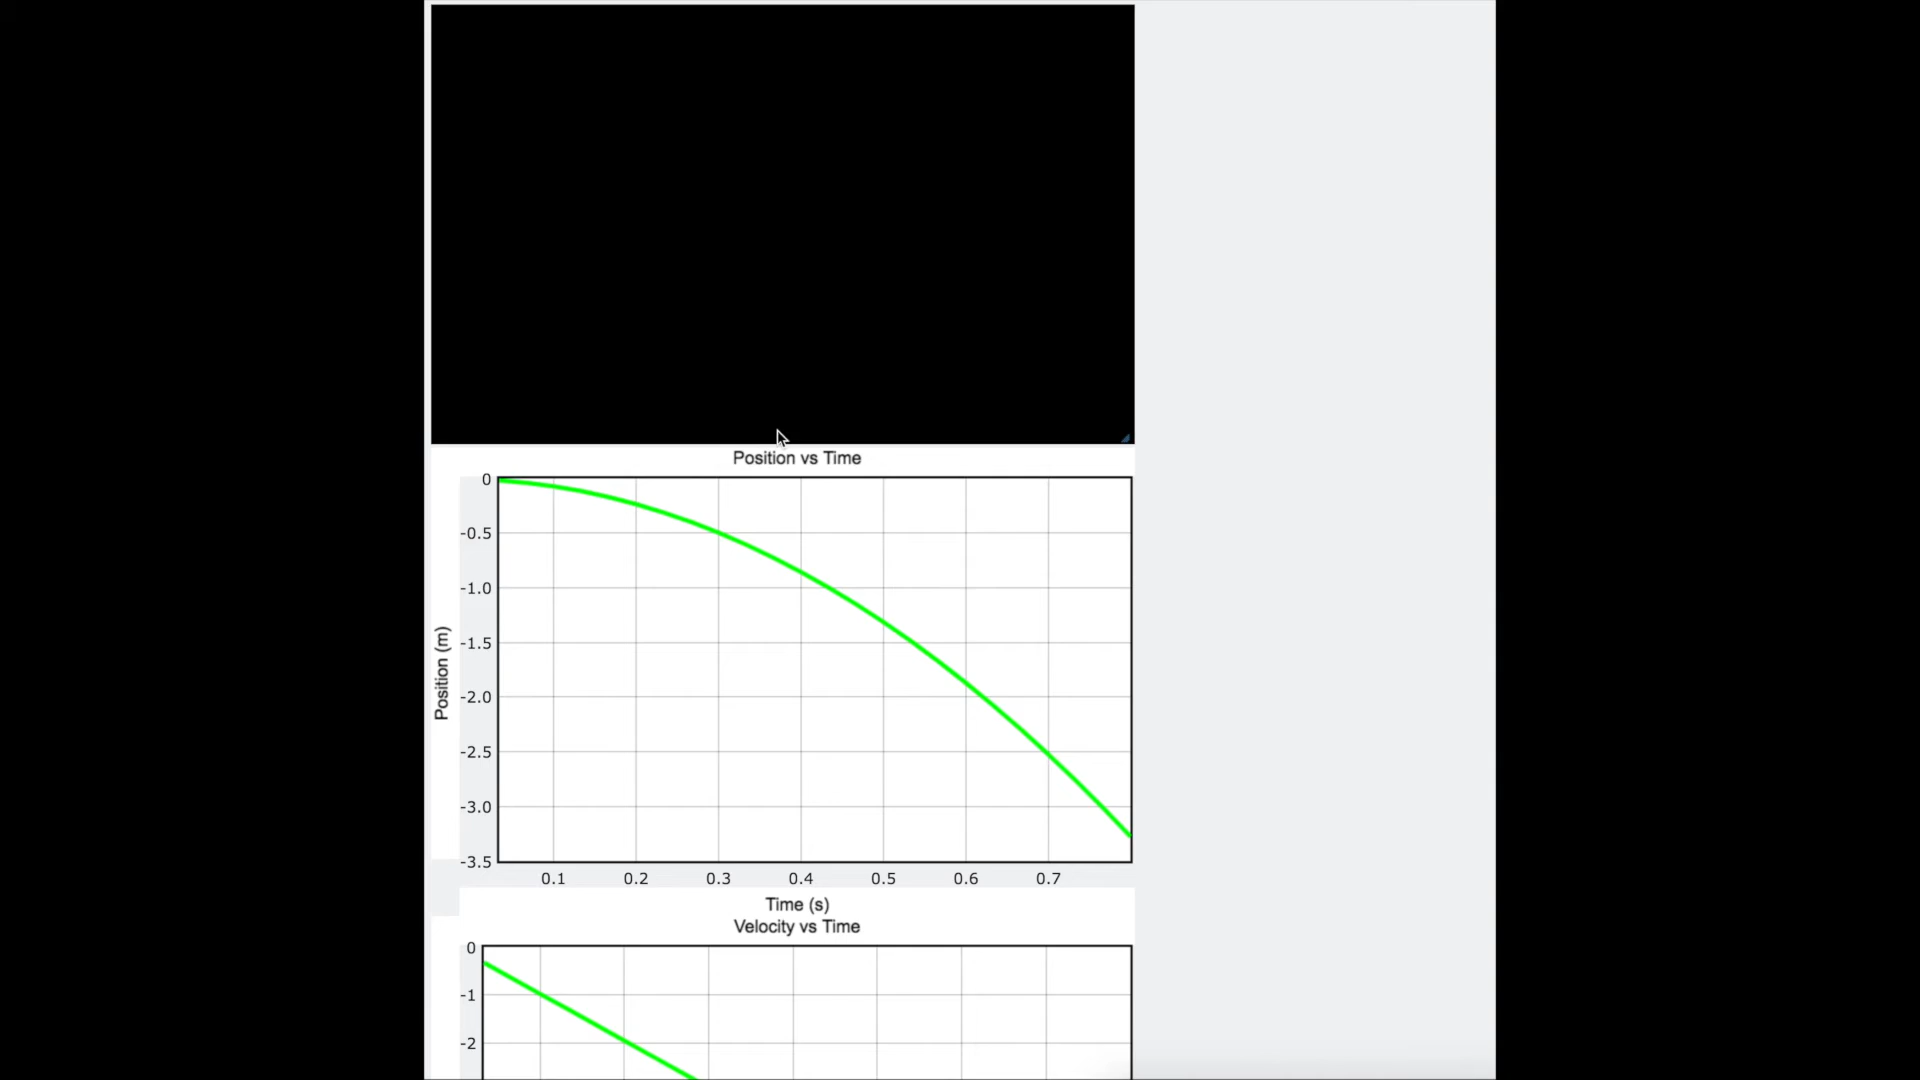 Position vs Time
0
-0.5
-1.0
-1.5
-2.0
-2.5
-3.0
-3.5
Position (m)
0.1 0.2 0.3 0.4 0.5 0.6 0.7
Time (s)
Velocity vs Time
0
-1
-2